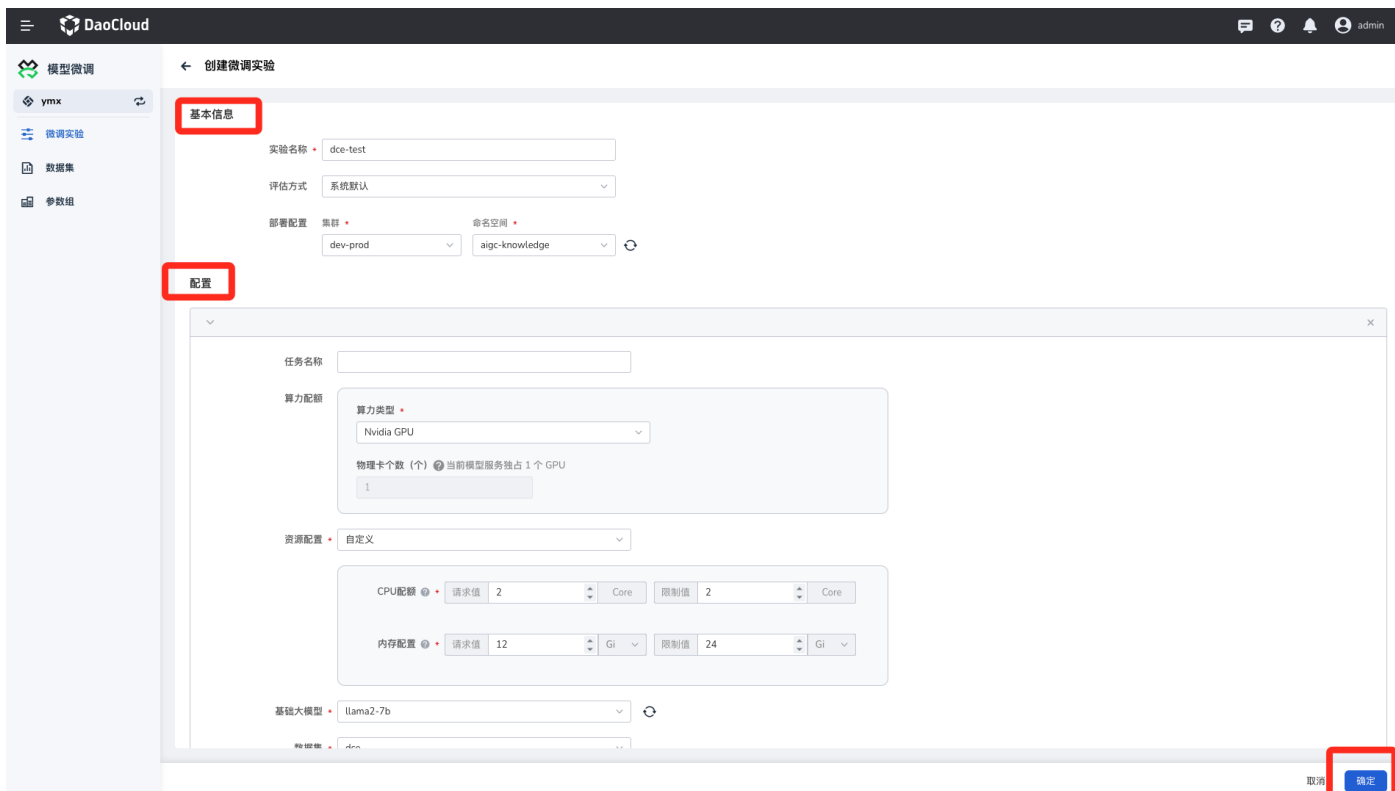 DaoCloud
admin
模型微调
ymx
微调实验
数据集
参数组
创建微调实验
基本信息
实验名称 • dce-test
评估方式 系统默认
部署配置 集群 • 命名空间 •
dev-prod aigc-knowledge
配置
任务名称
算力配额
算力类型 •
Nvidia GPU
物理卡个数（个） 当前模型服务独占 1 个 GPU
1
资源配置 • 自定义
CPU配额 • 请求值 2 Core 限制值 2 Core
内存配置 • 请求值 12 Gi 限制值 24 Gi
基础大模型 • llama2-7b
数据集 • dce
取消 确定